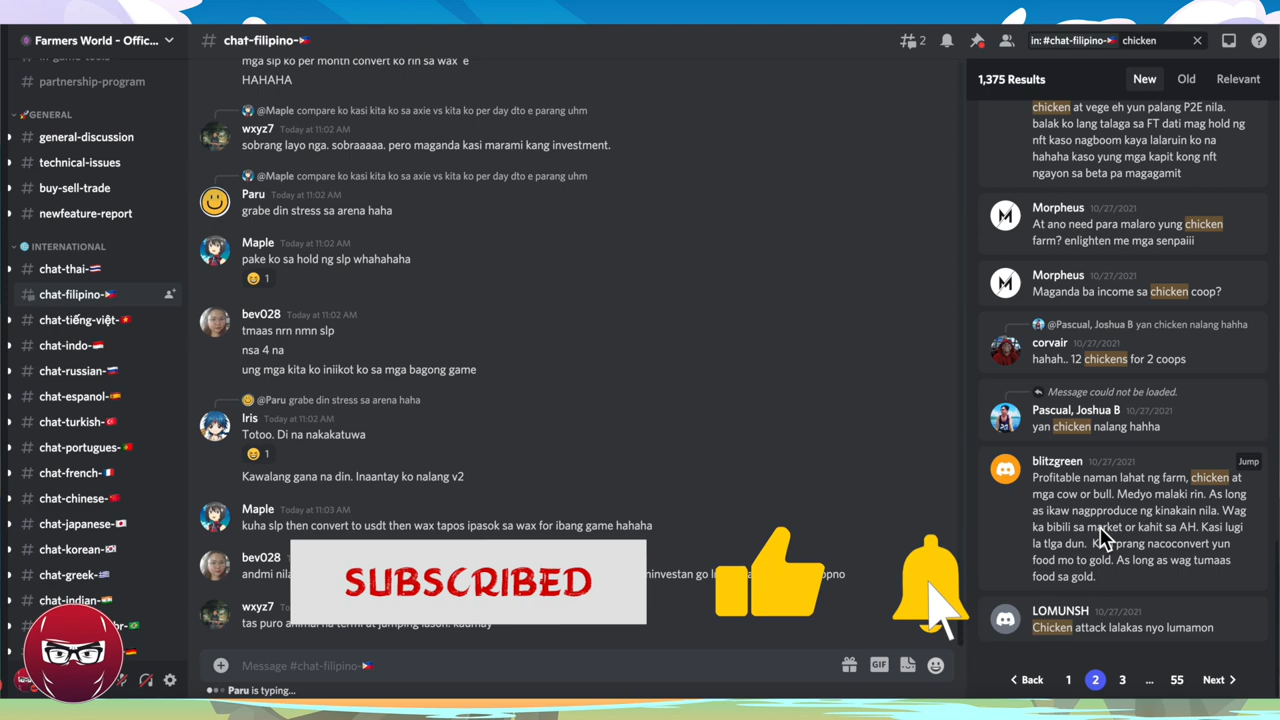 Farmers World - Offic...
partnership-program
GENERAL
# general-discussion
# technical-issues
# buy-sell-trade
# newfeature-report
INTERNATIONAL
# chat-thai-🇹🇭
# chat-filipino-🇵🇭
# chat-tiếng-việt-🇻🇳
# chat-indo-🇮🇩
# chat-russian-🇷🇺
# chat-espanol-🇪🇸
# chat-turkish-🇹🇷
# chat-portugues-🇵🇹
# chat-french-🇫🇷
# chat-chinese-🇨🇳
# chat-japanese-🇯🇵
# chat-korean-🇰🇷
# chat-greek-🇬🇷
# chat-indian-🇮🇳
# chat-filipino-🇵🇭
2
mga slp ko per month convert ko rin sa wax e
HAHAHA
@Maple compare ko kasi kita ko sa axie vs kita ko per day dto e parang uhm
wxyz7 Today at 11:02 AM
sobrang layo nga. sobraaaaa. pero maganda kasi marami kang investment.
@Maple compare ko kasi kita ko sa axie vs kita ko per day dto e parang uhm
Paru Today at 11:02 AM
grabe din stress sa arena haha
Maple Today at 11:02 AM
pake ko sa hold ng slp whahahaha
1
bev028 Today at 11:02 AM
tmaas nrn nmn slp
nsa 4 na
ung mga kita ko iniikot ko sa mga bagong game
@Paru grabe din stress sa arena haha
Iris Today at 11:02 AM
Totoo. Di na nakakatuwa
1
Kawalang gana na din. Inaantay ko nalang v2
Maple Today at 11:03 AM
kuha slp then convert to usdt then wax tapos ipasok sa wax for ibang game hahaha
bev028
andmi nila
SUBSCRIBED
wxyz7 Today at 11:03 AM
Message #chat-filipino-🇵🇭
GIF
Paru is typing...
in: #chat-filipino-🇵🇭 chicken
1,375 Results
New
Old
Relevant
chicken at vege eh yun palang P2E nila.
balak ko lang talaga sa FT dati mag hold ng
nft kaso nagboom kaya lalaruin ko na
hahaha kaso yung mga kapit kong nft
ngayon sa beta pa magagamit
Morpheus 10/27/2021
At ano need para malaro yung chicken
farm? enlighten me mga senpaiii
Morpheus 10/27/2021
Maganda ba income sa chicken coop?
@Pascual, Joshua B yan chicken nalang hahha
corvair 10/27/2021
hahah.. 12 chickens for 2 coops
Message could not be loaded.
Pascual, Joshua B 10/27/2021
yan chicken nalang hahha
blitzgreen 10/27/2021
Jump
Profitable naman lahat ng farm, chicken at
mga cow or bull. Medyo malaki rin. As long
as ikaw nagpproduce ng kinakain nila. Wag
ka bibili sa market or kahit sa AH. Kasi lugi
la tlga dun. prang nacoconvert yun
food mo to gold. As long as wag tumaas
food sa gold.
LOMUNSH 10/27/2021
Chicken attack lalakas nyo lumamon
Back 1 2 3 ... 55 Next